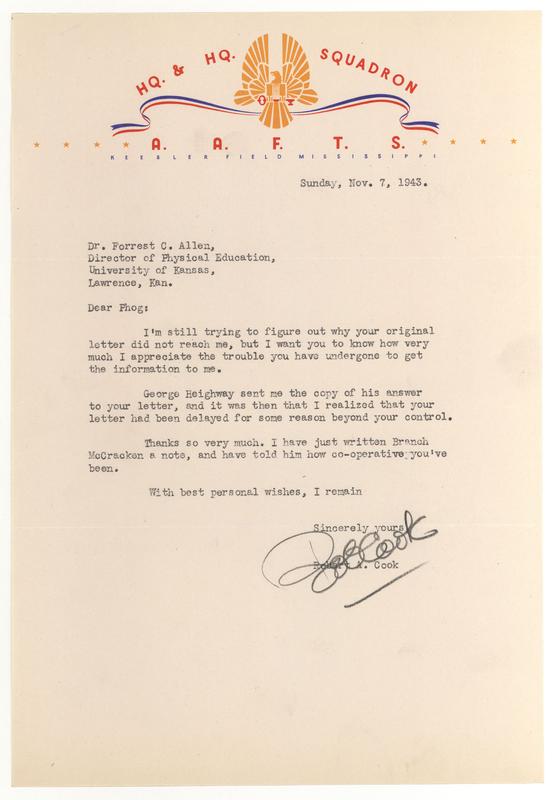 HQ. & HQ. SQUADRON
A. A. F. T. S.
KEESLER FIELD MISSISSIPPI
Sunday, Nov. 7, 1943.
Dr. Forrest C. Allen,
Director of Physical Education,
University of Kansas,
Lawrence, Kan.
Dear Phog:
I'm still trying to figure out why your original
letter did not reach me, but I want you to know how very
much I appreciate the trouble you have undergone to get
the information to me.
George Heighway sent me the copy of his answer
to your letter, and it was then that I realized that your
letter had been delayed for some reason beyond your control.
Thanks so very much. I have just written Branch
McCracken a note, and have told him how co-operative you've
been.
With best personal wishes, I remain
Sincerely yours
Bob Cook
Robert A. Cook